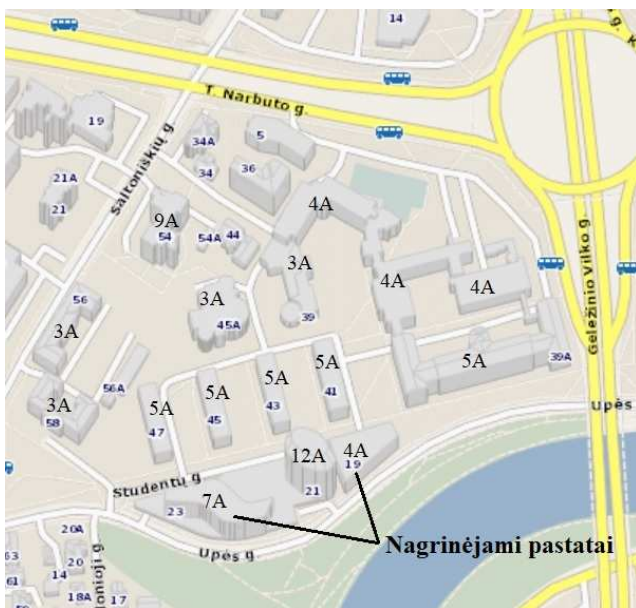 14
g. K
T. Narbuto g.
19
Saltoniškių g.
34A
5
34
36
21A
21
4A
9A
54
54A
44
3A
4A
4A
3A
45A
39
Geležinio Vilko g.
56
3A
5A
39A
56A
3A
58
5A
47
5A
45
5A
43
5A
41
Upės
12A
4A
19
21
Studentų g
7A
23
Upės g.
Nagrinėjami pastatai
20A
63
20
61
14
18A
17
onioji g.